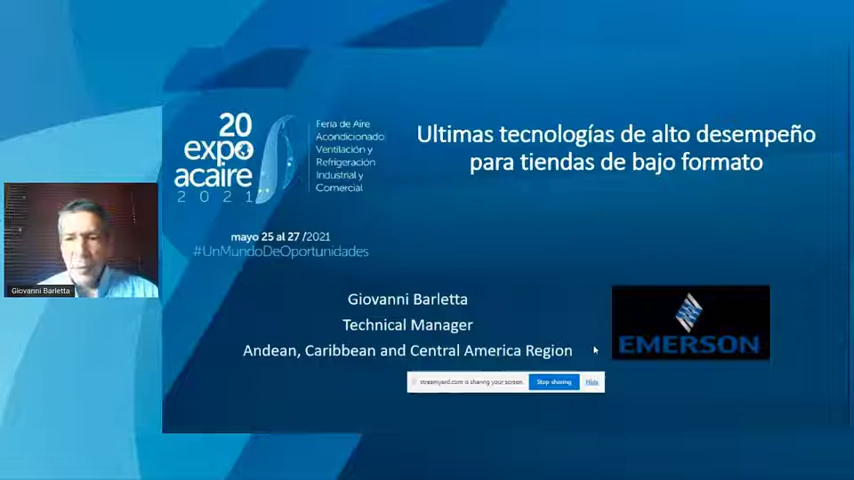 20
expo
acaire
2021
Feria de Aire
Acondicionado
Ventilación y
Refrigeración
Industrial y
Comercial
mayo 25 al 27 /2021
#UnMundoDeOportunidades
Ultimas tecnologías de alto desempeño
para tiendas de bajo formato
Giovanni Barletta
Giovanni Barletta
Technical Manager
Andean, Caribbean and Central America Region
EMERSON
streamyard.com is sharing your screen.
Stop sharing
Hide